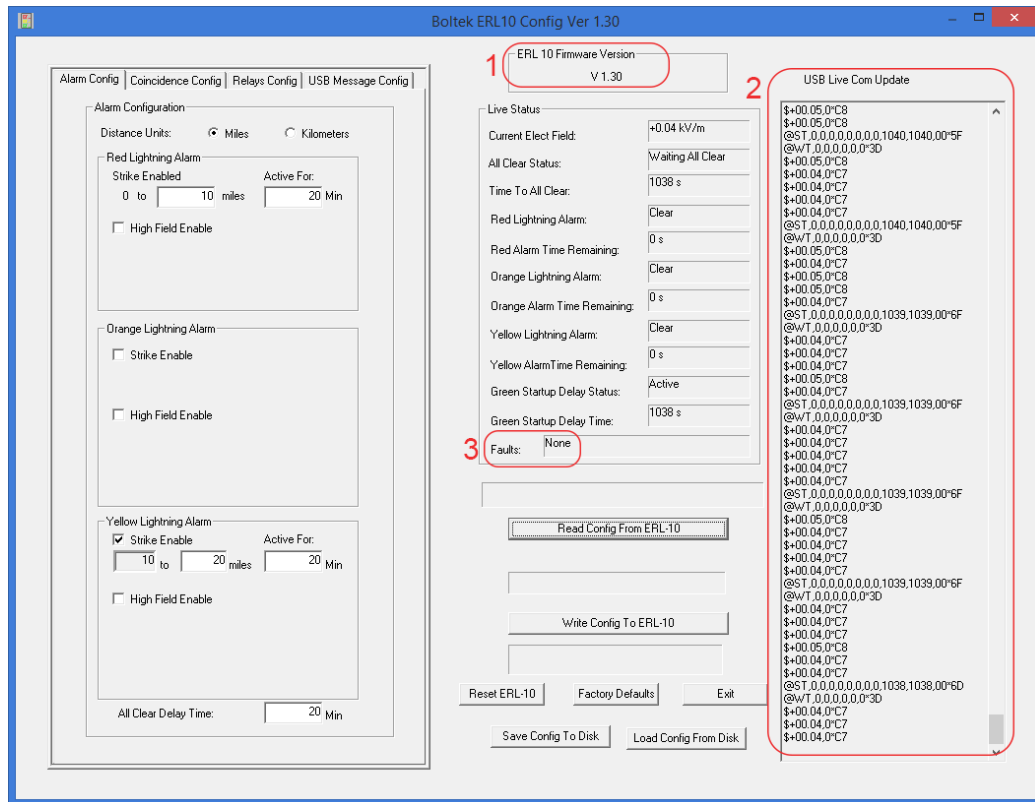 Boltek ERL10 Config Ver 1.30
Alarm Config
Coincidence Config
Relays Config
USB Message Config
Alarm Configuration
Distance Units: Miles Kilometers
Red Lightning Alarm
Strike Enabled Active For:
0 to 10 miles 20 Min
High Field Enable
Orange Lightning Alarm
Strike Enable
High Field Enable
Yellow Lightning Alarm
Strike Enable Active For:
10 to 20 miles 20 Min
High Field Enable
All Clear Delay Time: 20 Min
1
ERL 10 Firmware Version
V 1.30
Live Status
Current Elect Field: +0.04 kV/m
All Clear Status: Waiting All Clear
Time To All Clear: 1038 s
Red Lightning Alarm: Clear
Red Alarm Time Remaining: 0 s
Orange Lightning Alarm: Clear
Orange Alarm Time Remaining: 0 s
Yellow Lightning Alarm: Clear
Yellow AlarmTime Remaining: 0 s
Green Startup Delay Status: Active
Green Startup Delay Time: 1038 s
3
Faults: None
Read Config From ERL-10
Write Config To ERL-10
Reset ERL-10
Factory Defaults
Exit
Save Config To Disk
Load Config From Disk
2
USB Live Com Update
$+00.05,0*C8
$+00.05,0*C8
@ST,0,0,0,0,0,0,0,0,1040,1040,00*5F
@WT,0,0,0,0,0,0*3D
$+00.05,0*C8
$+00.04,0*C7
$+00.04,0*C7
$+00.04,0*C7
$+00.04,0*C7
@ST,0,0,0,0,0,0,0,0,1040,1040,00*5F
@WT,0,0,0,0,0,0*3D
$+00.05,0*C8
$+00.04,0*C7
$+00.05,0*C8
$+00.05,0*C8
$+00.04,0*C7
@ST,0,0,0,0,0,0,0,0,1039,1039,00*6F
@WT,0,0,0,0,0,0*3D
$+00.04,0*C7
$+00.04,0*C7
$+00.04,0*C7
$+00.05,0*C8
$+00.04,0*C7
@ST,0,0,0,0,0,0,0,0,1039,1039,00*6F
@WT,0,0,0,0,0,0*3D
$+00.04,0*C7
$+00.04,0*C7
$+00.04,0*C7
$+00.04,0*C7
$+00.04,0*C7
@ST,0,0,0,0,0,0,0,0,1039,1039,00*6F
@WT,0,0,0,0,0,0*3D
$+00.05,0*C8
$+00.04,0*C7
$+00.04,0*C7
$+00.04,0*C7
$+00.04,0*C7
@ST,0,0,0,0,0,0,0,0,1039,1039,00*6F
@WT,0,0,0,0,0,0*3D
$+00.04,0*C7
$+00.04,0*C7
$+00.04,0*C7
$+00.05,0*C8
$+00.04,0*C7
$+00.04,0*C7
@ST,0,0,0,0,0,0,0,0,1038,1038,00*6D
@WT,0,0,0,0,0,0*3D
$+00.04,0*C7
$+00.04,0*C7
$+00.04,0*C7